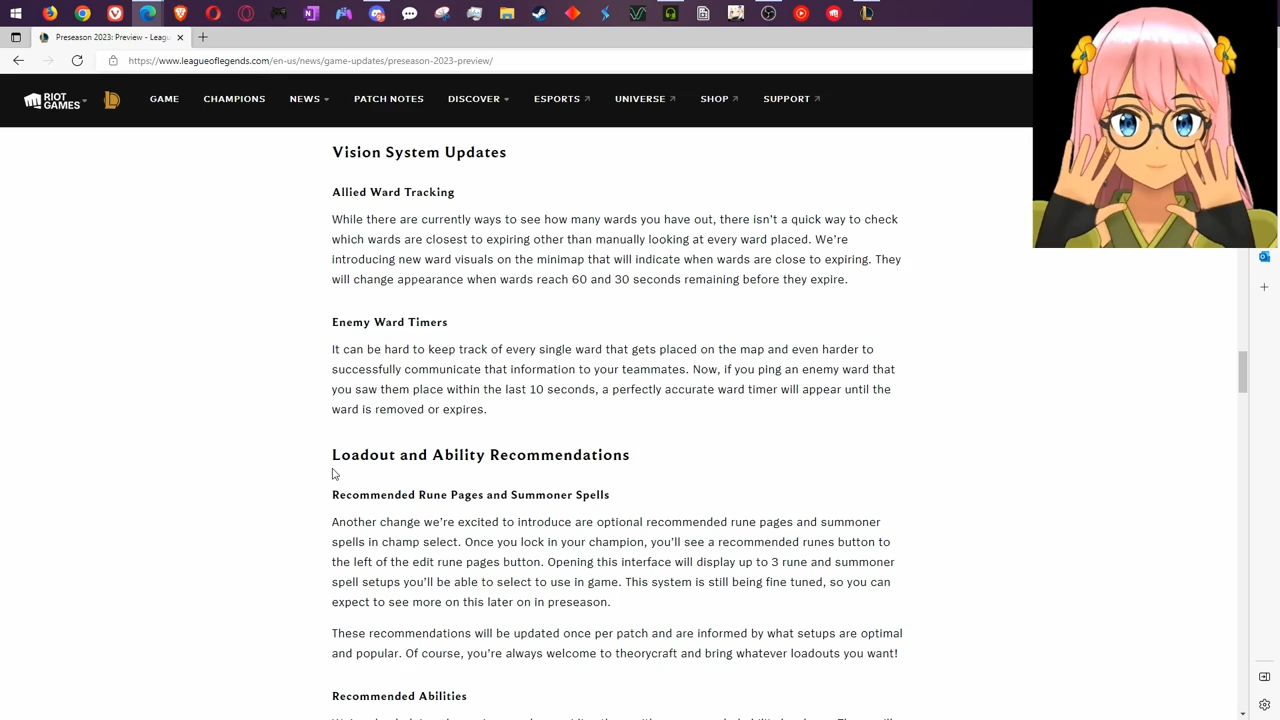 Preseason 2023: Preview - Leagu
https://www.leagueoflegends.com/en-us/news/game-updates/preseason-2023-preview/
RIOT GAMES
GAME
CHAMPIONS
NEWS
PATCH NOTES
DISCOVER
ESPORTS
UNIVERSE
SHOP
SUPPORT
Vision System Updates
Allied Ward Tracking
While there are currently ways to see how many wards you have out, there isn't a quick way to check
which wards are closest to expiring other than manually looking at every ward placed. We're
introducing new ward visuals on the minimap that will indicate when wards are close to expiring. They
will change appearance when wards reach 60 and 30 seconds remaining before they expire.
Enemy Ward Timers
It can be hard to keep track of every single ward that gets placed on the map and even harder to
successfully communicate that information to your teammates. Now, if you ping an enemy ward that
you saw them place within the last 10 seconds, a perfectly accurate ward timer will appear until the
ward is removed or expires.
Loadout and Ability Recommendations
Recommended Rune Pages and Summoner Spells
Another change we're excited to introduce are optional recommended rune pages and summoner
spells in champ select. Once you lock in your champion, you'll see a recommended runes button to
the left of the edit rune pages button. Opening this interface will display up to 3 rune and summoner
spell setups you'll be able to select to use in game. This system is still being fine tuned, so you can
expect to see more on this later on in preseason.
These recommendations will be updated once per patch and are informed by what setups are optimal
and popular. Of course, you're always welcome to theorycraft and bring whatever loadouts you want!
Recommended Abilities